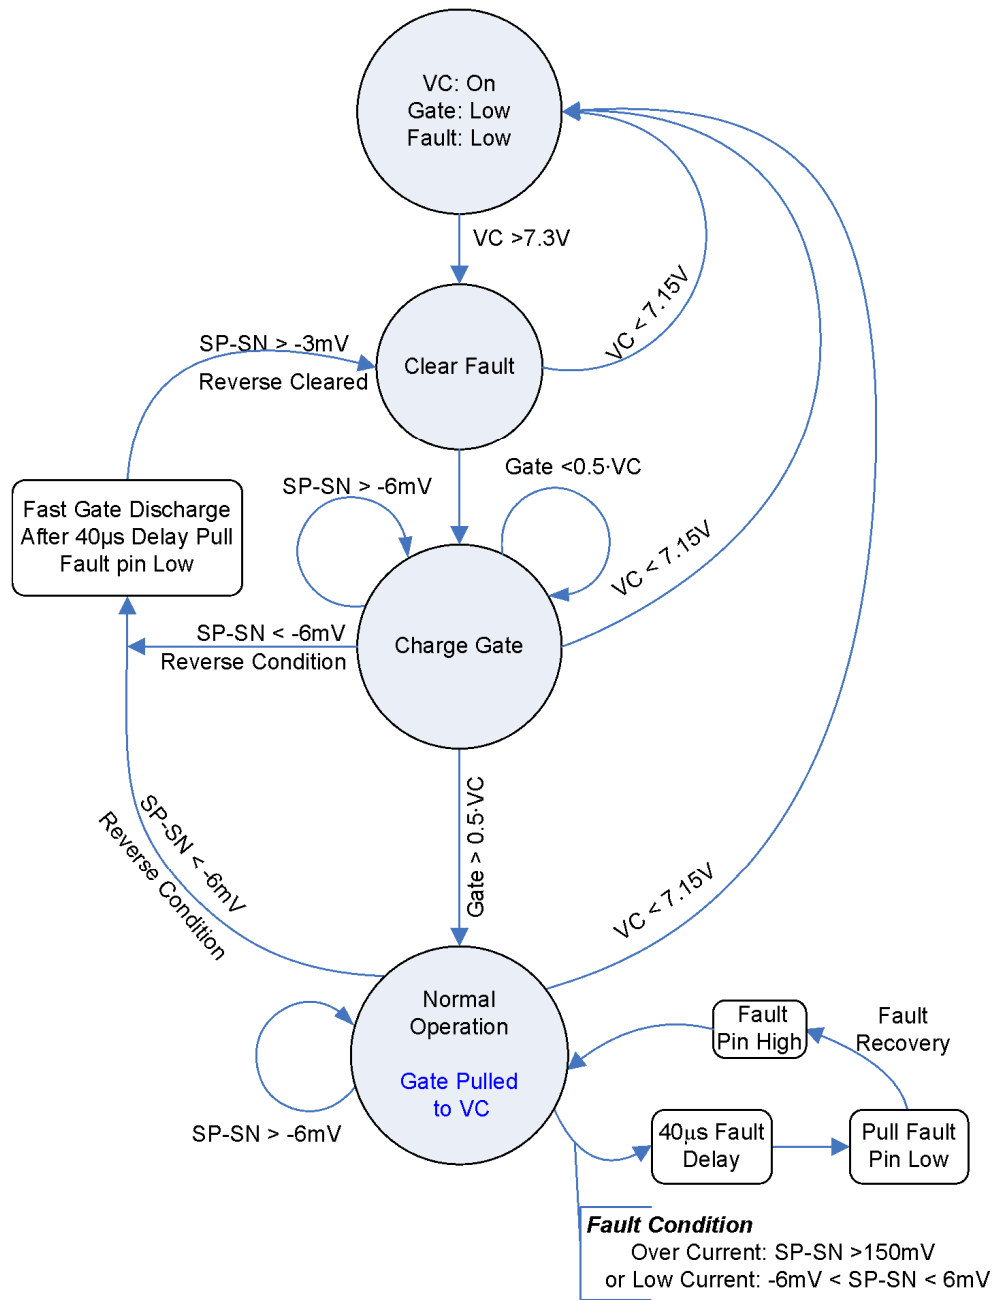 VC: On
Gate: Low
Fault: Low
VC >7.3V
VC < 7.15V
SP-SN > -3mV
Reverse Cleared
Clear Fault
Gate <0.5·VC
SP-SN > -6mV
Fast Gate Discharge
After 40µs Delay Pull
Fault pin Low
VC < 7.15V
SP-SN < -6mV
Reverse Condition
Charge Gate
Gate > 0.5·VC
SP-SN < -6mV
Reverse Condition
VC < 7.15V
Normal
Operation
Gate Pulled
to VC
SP-SN > -6mV
Fault
Pin High
Fault
Recovery
40µs Fault
Delay
Pull Fault
Pin Low
Fault Condition
Over Current: SP-SN >150mV
or Low Current: -6mV < SP-SN < 6mV